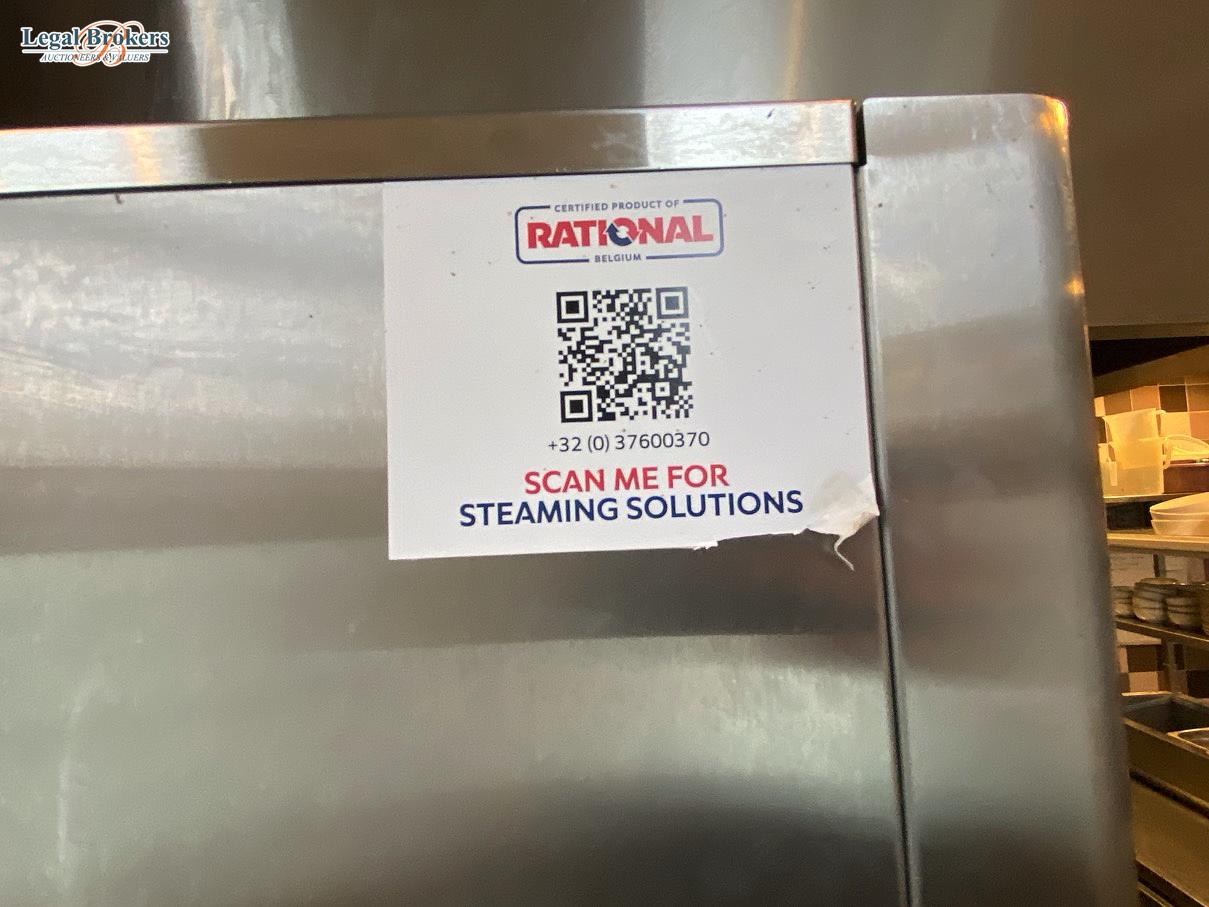 Legal Brokers
AUCTIONEERS & VALUERS
CERTIFIED PRODUCT OF
RATIONAL
BELGIUM
+32 (0) 37600370
SCAN ME FOR
STEAMING SOLUTIONS